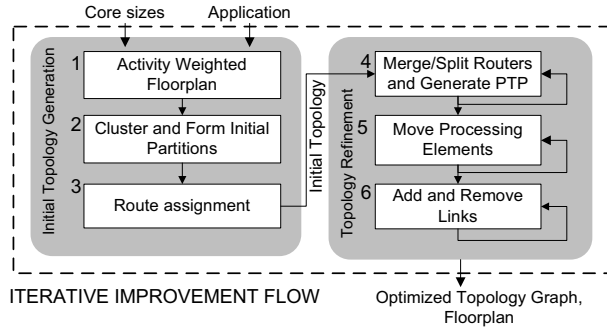 Core sizes
Application
Initial Topology Generation
1
Activity Weighted
Floorplan
2
Cluster and Form Initial
Partitions
3
Route assignment
Initial Topology
Topology Refinement
4
Merge/Split Routers
and Generate PTP
5
Move Processing
Elements
6
Add and Remove
Links
ITERATIVE IMPROVEMENT FLOW
Optimized Topology Graph,
Floorplan